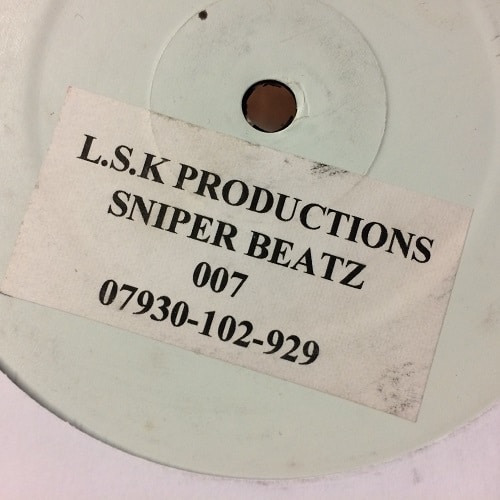 L.S.K PRODUCTIONS
SNIPER BEATZ
007
07930-102-929